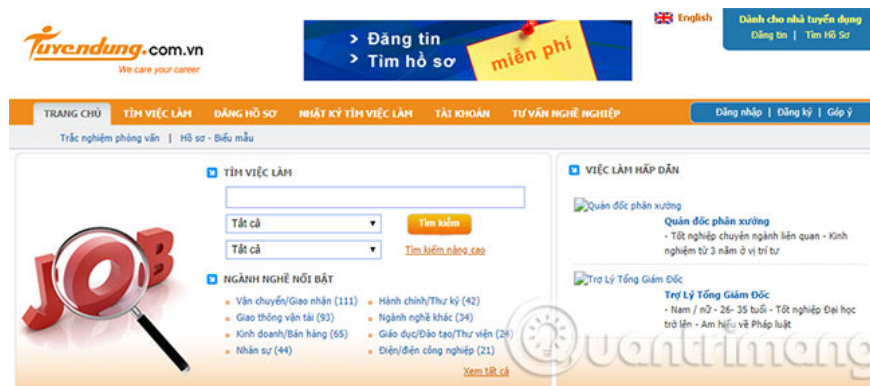 Tuyendung.com.vn
We care your career
> Đăng tin
> Tìm hồ sơ
miễn phí
English
Dành cho nhà tuyển dụng
Đăng tin | Tìm Hồ Sơ
TRANG CHỦ TÌM VIỆC LÀM ĐĂNG HỒ SƠ NHẬT KÝ TÌM VIỆC LÀM TÀI KHOẢN TƯ VẤN NGHỀ NGHIỆP
Đăng nhập | Đăng ký | Góp ý
Trắc nghiệm phỏng vấn | Hồ sơ - Biểu mẫu
JOB
TÌM VIỆC LÀM
Tất cả
Tìm kiếm
Tất cả
Tìm kiếm nâng cao
NGÀNH NGHỀ NỔI BẬT
Vận chuyển/Giao nhận (111)
Giao thông vận tải (93)
Kinh doanh/Bán hàng (65)
Nhân sự (44)
Hành chính/Thư ký (42)
Ngành nghề khác (34)
Giáo dục/Đào tạo/Thư viện (24)
Điện/điện công nghiệp (21)
Xem tất cả
VIỆC LÀM HẤP DẪN
Quản đốc phân xưởng
Quản đốc phân xưởng
- Tốt nghiệp chuyên ngành liên quan - Kinh
nghiệm từ 3 năm ở vị trí tư
Trợ Lý Tổng Giám Đốc
Trợ Lý Tổng Giám Đốc
- Nam / nữ - 26- 35 tuổi - Tốt nghiệp Đại học
trở lên - Am hiểu về Pháp luật
Quantrimang